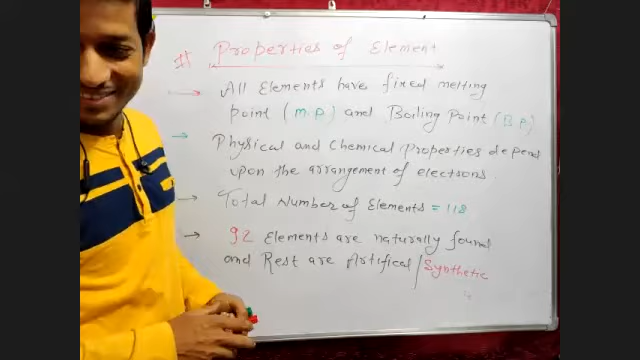 # Properties of Element
→ All Elements have fixed melting
point (M.P) and Boiling Point (B.P)
→ Physical and Chemical Properties depend
upon the arrangement of electrons.
→ Total Number of Elements = 118
→ 92 Elements are naturally found
and Rest are Artifical/Synthetic